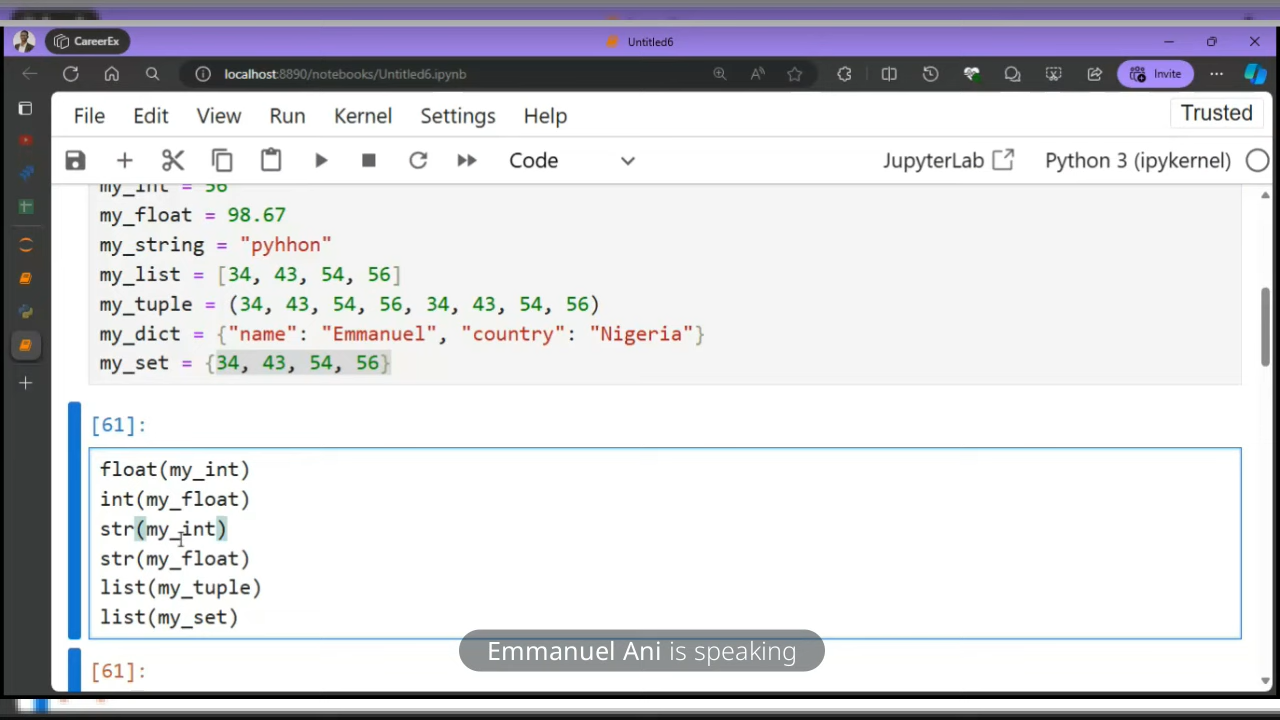 CareerEx
Untitled6
localhost:8890/notebooks/Untitled6.ipynb
Invite
File Edit View Run Kernel Settings Help
Trusted
Code
JupyterLab
Python 3 (ipykernel)
my_int = 56
my_float = 98.67
my_string = "pyhhon"
my_list = [34, 43, 54, 56]
my_tuple = (34, 43, 54, 56, 34, 43, 54, 56)
my_dict = {"name": "Emmanuel", "country": "Nigeria"}
my_set = {34, 43, 54, 56}
[61]:
float(my_int)
int(my_float)
str(my_int)
str(my_float)
list(my_tuple)
list(my_set)
Emmanuel Ani is speaking
[61]: